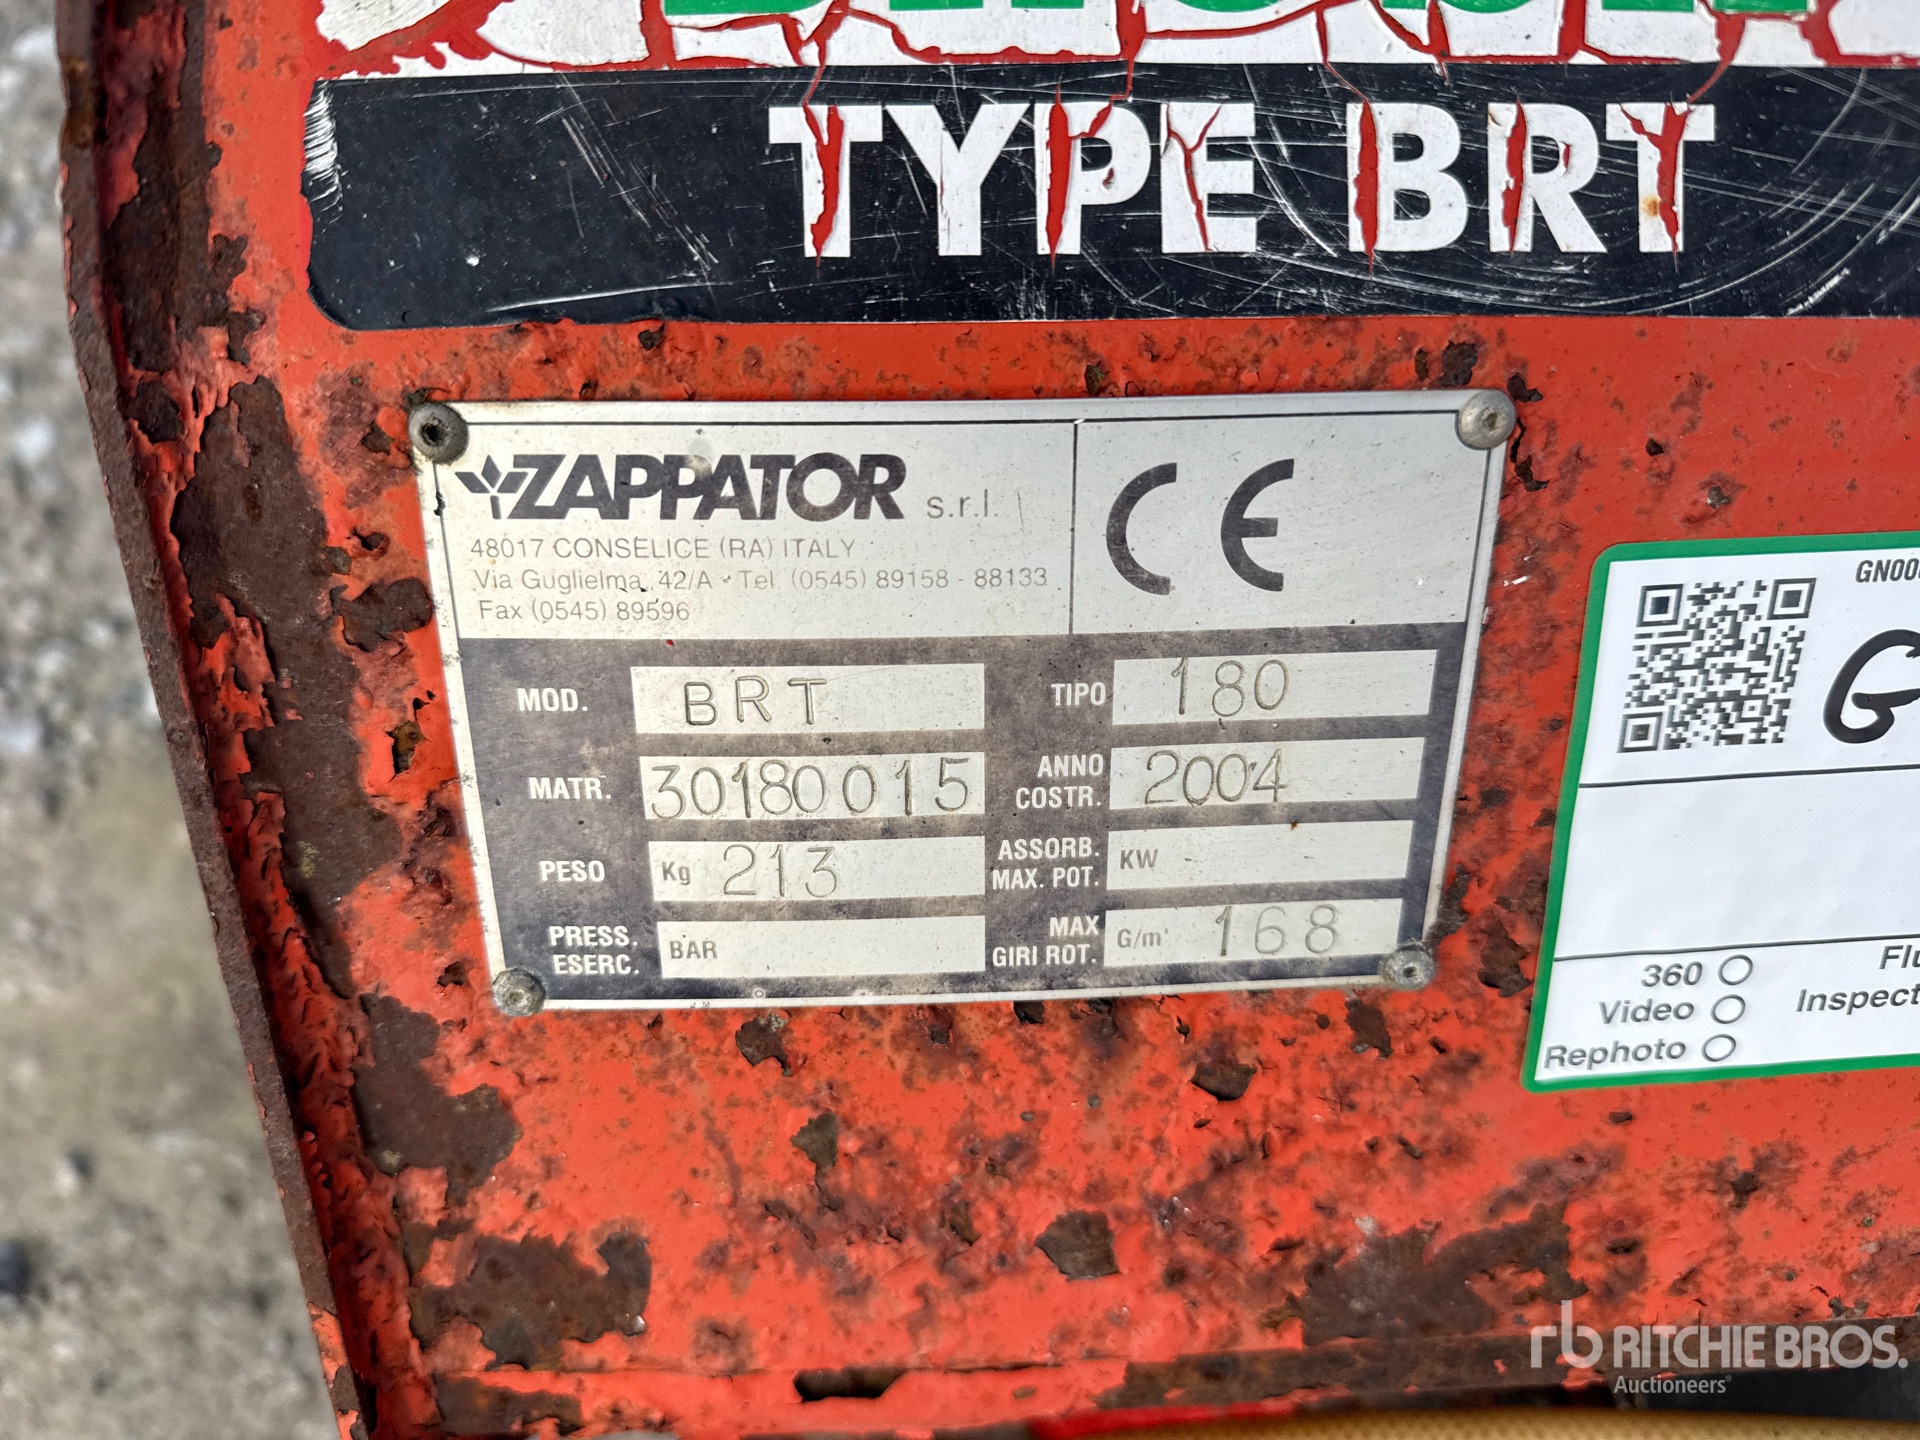 TYPE BRT
ZAPPATOR s.r.l.
48017 CONSELICE (RA) ITALY
Via Guglielma, 42/A - Tel. (0545) 89158 - 88133
Fax (0545) 89596
CE
MOD. BRT TIPO 180
MATR. 30180015 ANNO COSTR. 2004
PESO Kg 213 ASSORB. MAX. POT. KW
PRESS. ESERC. BAR MAX GIRI ROT. G/m' 168
360
Video
Rephoto
rb RITCHIE BROS.
Auctioneers